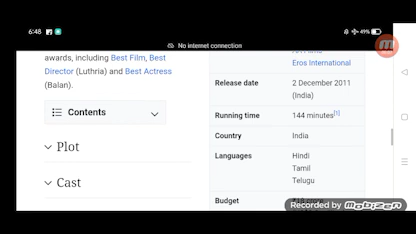 6:48
49%
No internet connection
awards, including Best Film, Best
Director (Luthria) and Best Actress
(Balan).
Contents
Plot
Cast
Eros International
Release date
2 December 2011
(India)
Running time
144 minutes[1]
Country
India
Languages
Hindi
Tamil
Telugu
Budget
Recorded by
MOBIZEN